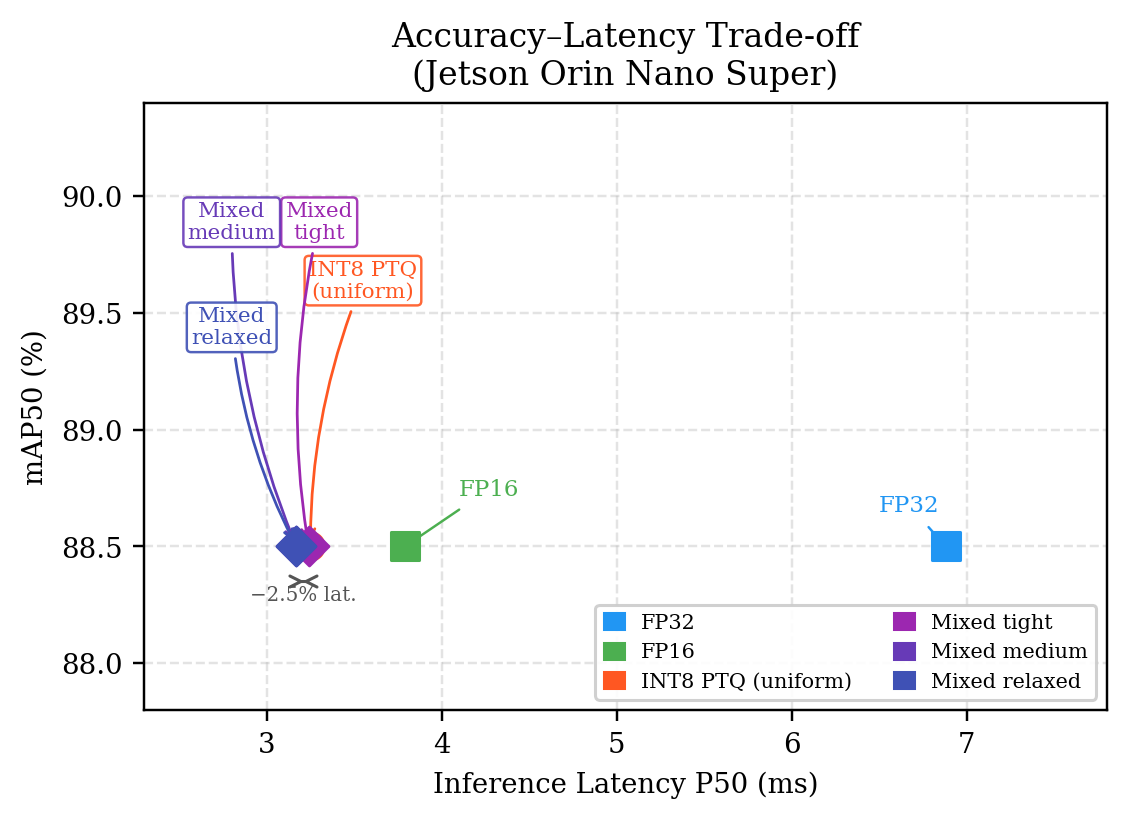 Accuracy–Latency Trade-off
(Jetson Orin Nano Super)
mAP50 (%)
90.0
89.5
89.0
88.5
88.0
Mixed
medium
Mixed
tight
INT8 PTQ
(uniform)
Mixed
relaxed
FP16
FP32
−2.5% lat.
FP32
FP16
INT8 PTQ (uniform)
Mixed tight
Mixed medium
Mixed relaxed
3
4
5
6
7
Inference Latency P50 (ms)